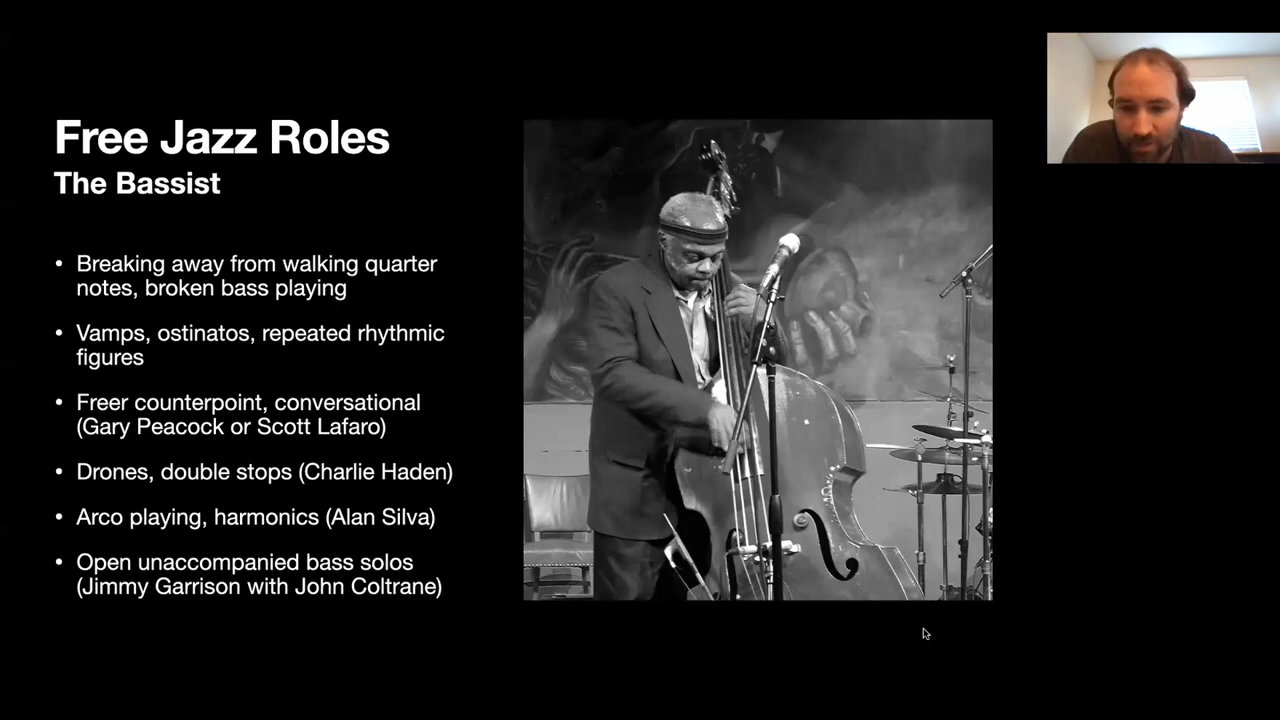 Free Jazz Roles
The Bassist
• Breaking away from walking quarter
notes, broken bass playing
• Vamps, ostinatos, repeated rhythmic
figures
• Freer counterpoint, conversational
(Gary Peacock or Scott Lafaro)
• Drones, double stops (Charlie Haden)
• Arco playing, harmonics (Alan Silva)
• Open unaccompanied bass solos
(Jimmy Garrison with John Coltrane)